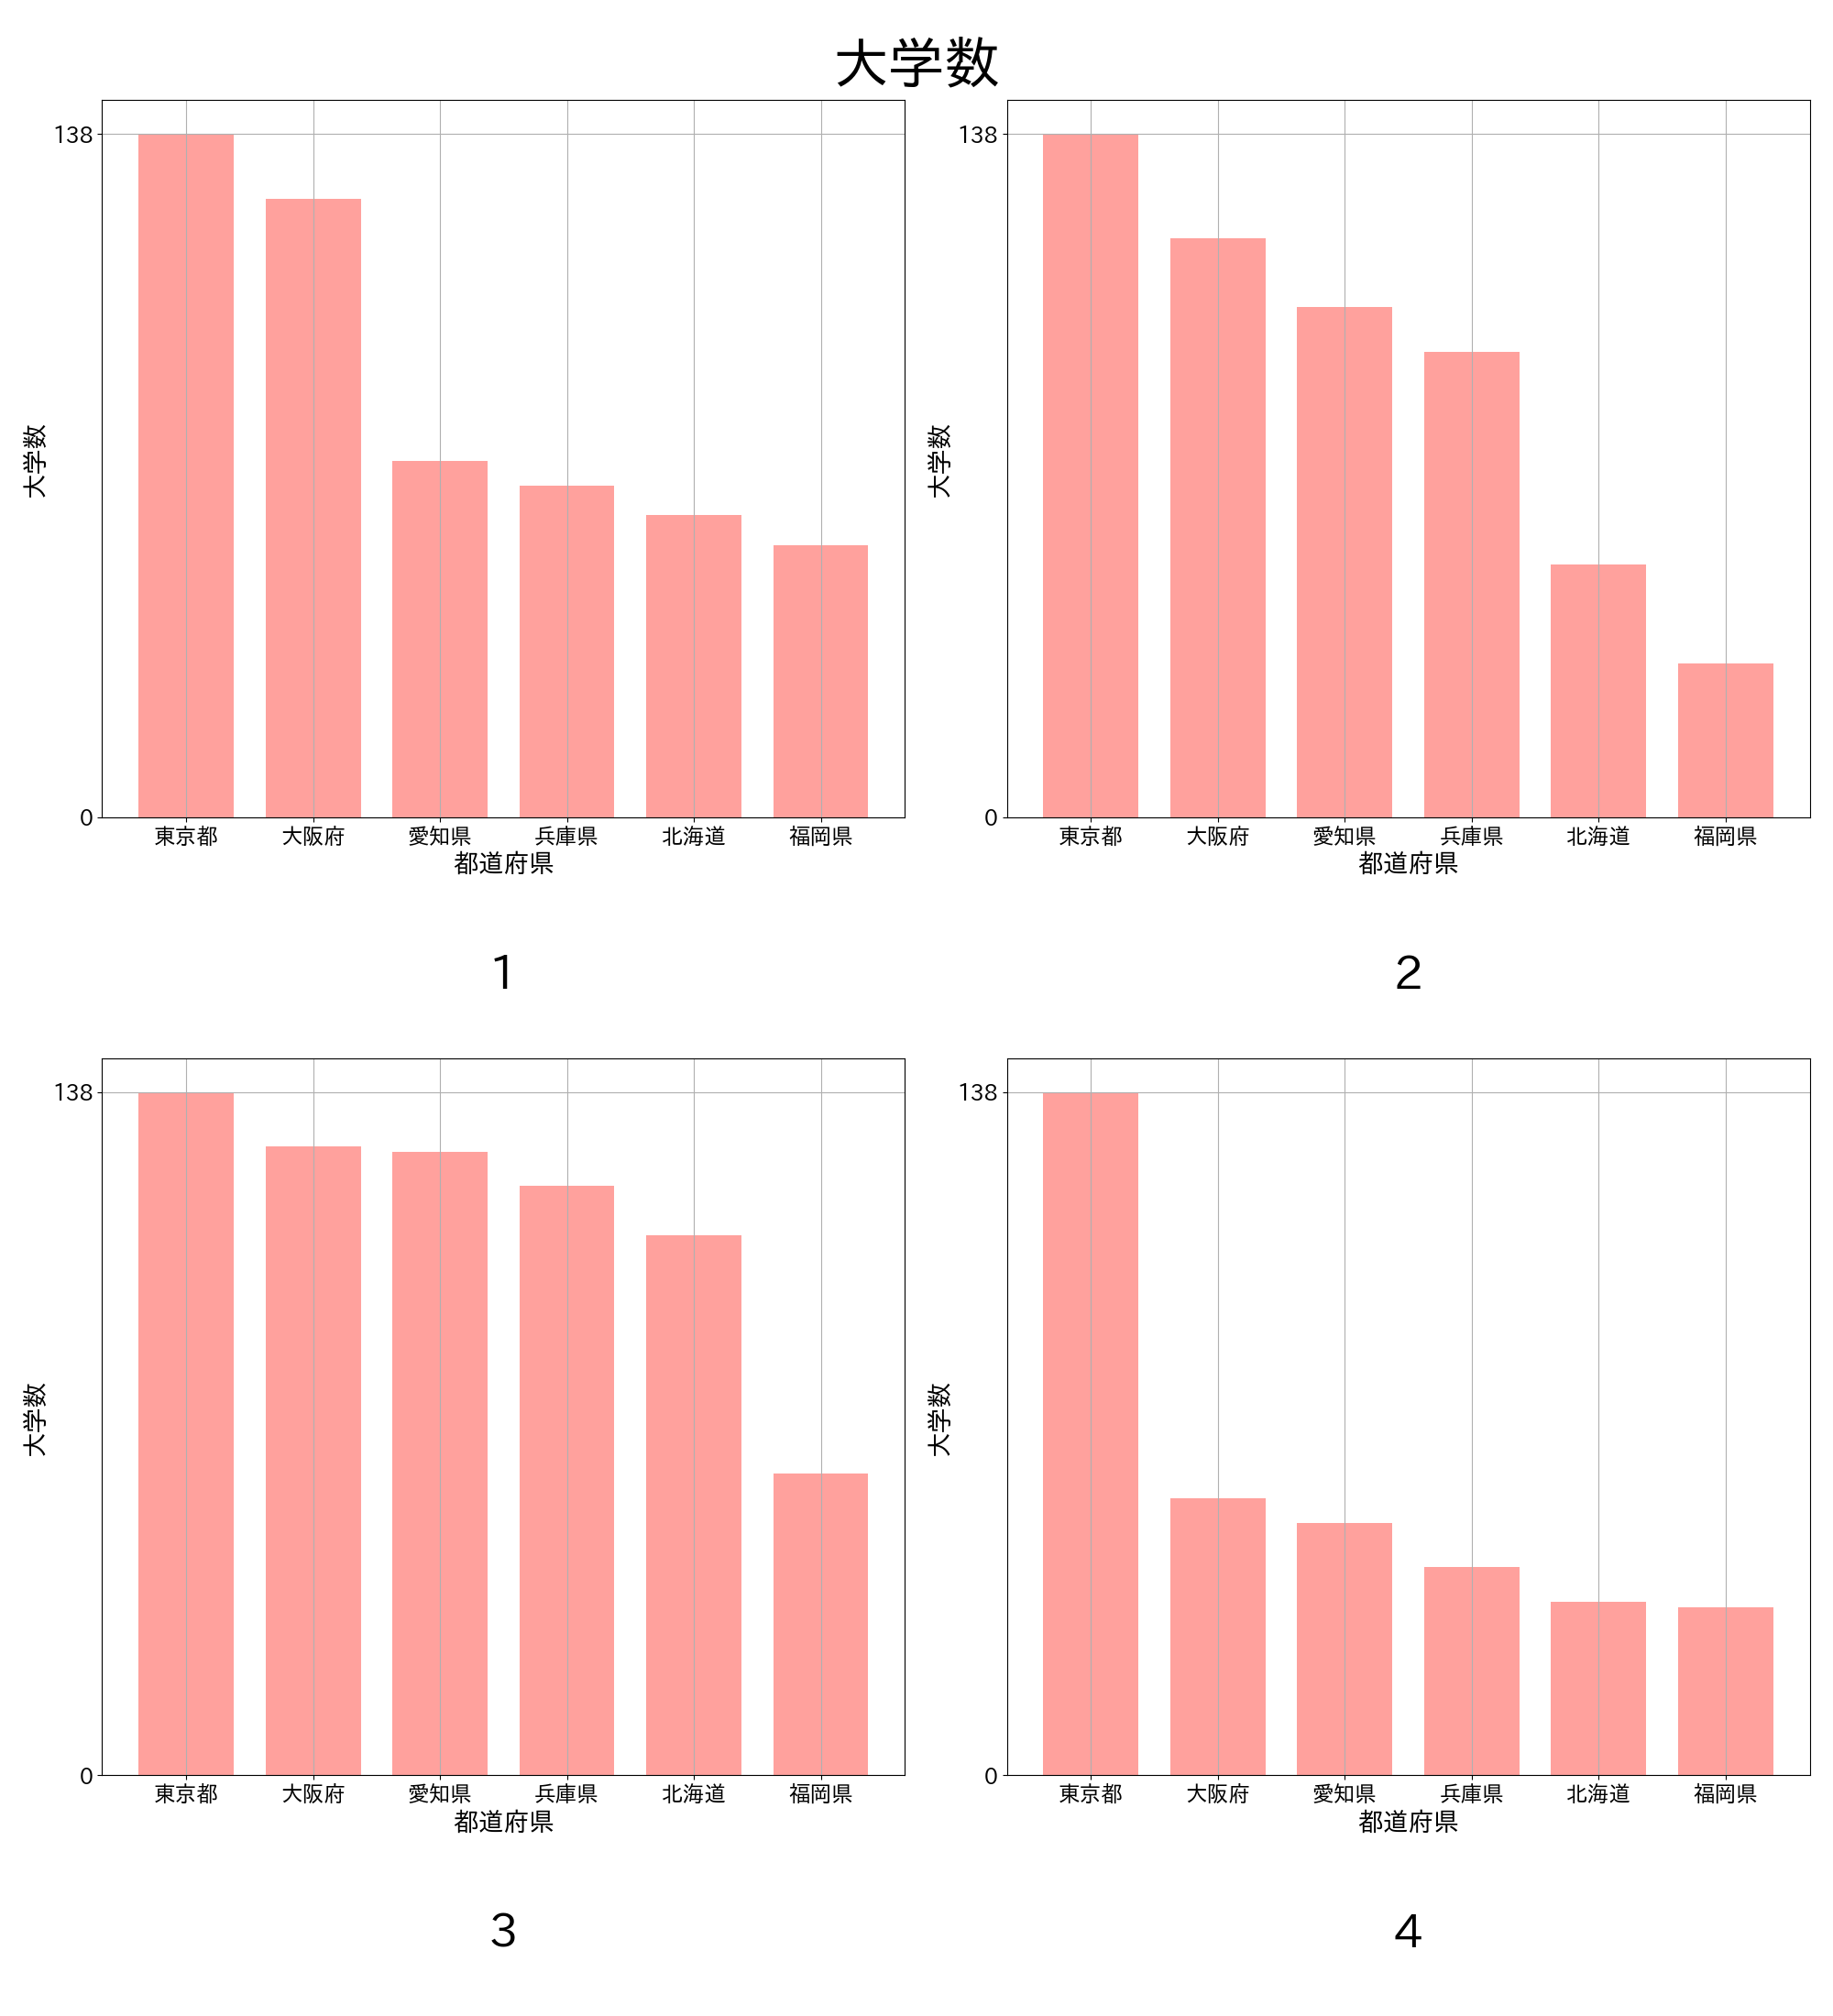 大学数
138
0
大学数
東京都 大阪府 愛知県 兵庫県 北海道 福岡県
都道府県
1
138
0
大学数
東京都 大阪府 愛知県 兵庫県 北海道 福岡県
都道府県
2
138
0
大学数
東京都 大阪府 愛知県 兵庫県 北海道 福岡県
都道府県
3
138
0
大学数
東京都 大阪府 愛知県 兵庫県 北海道 福岡県
都道府県
4